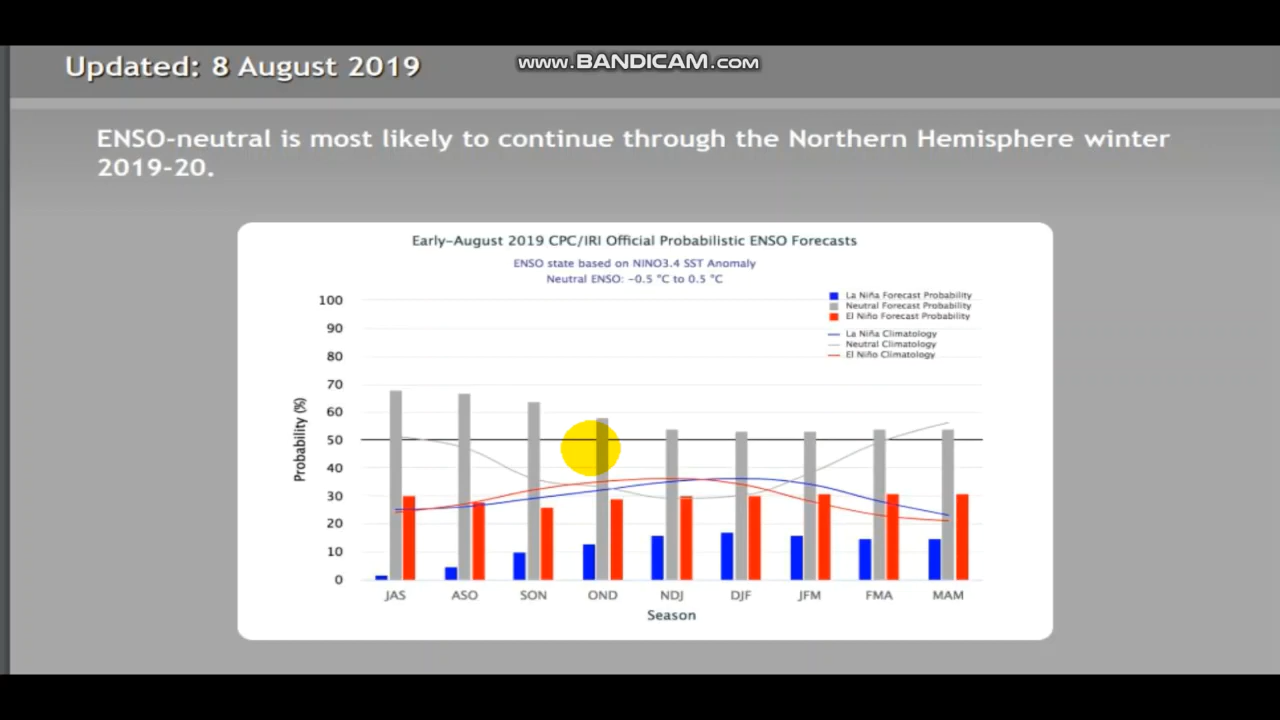 www.BANDICAM.com
Updated: 8 August 2019
ENSO-neutral is most likely to continue through the Northern Hemisphere winter
2019-20.
Early-August 2019 CPC/IRI Official Probabilistic ENSO Forecasts
ENSO state based on NINO3.4 SST Anomaly
Neutral ENSO: -0.5 °C to 0.5 °C
La Niña Forecast Probability
Neutral Forecast Probability
El Niño Forecast Probability
La Niña Climatology
Neutral Climatology
El Niño Climatology
Probability (%)
100
90
80
70
60
50
40
30
20
10
0
JAS ASO SON OND NDJ DJF JFM FMA MAM
Season